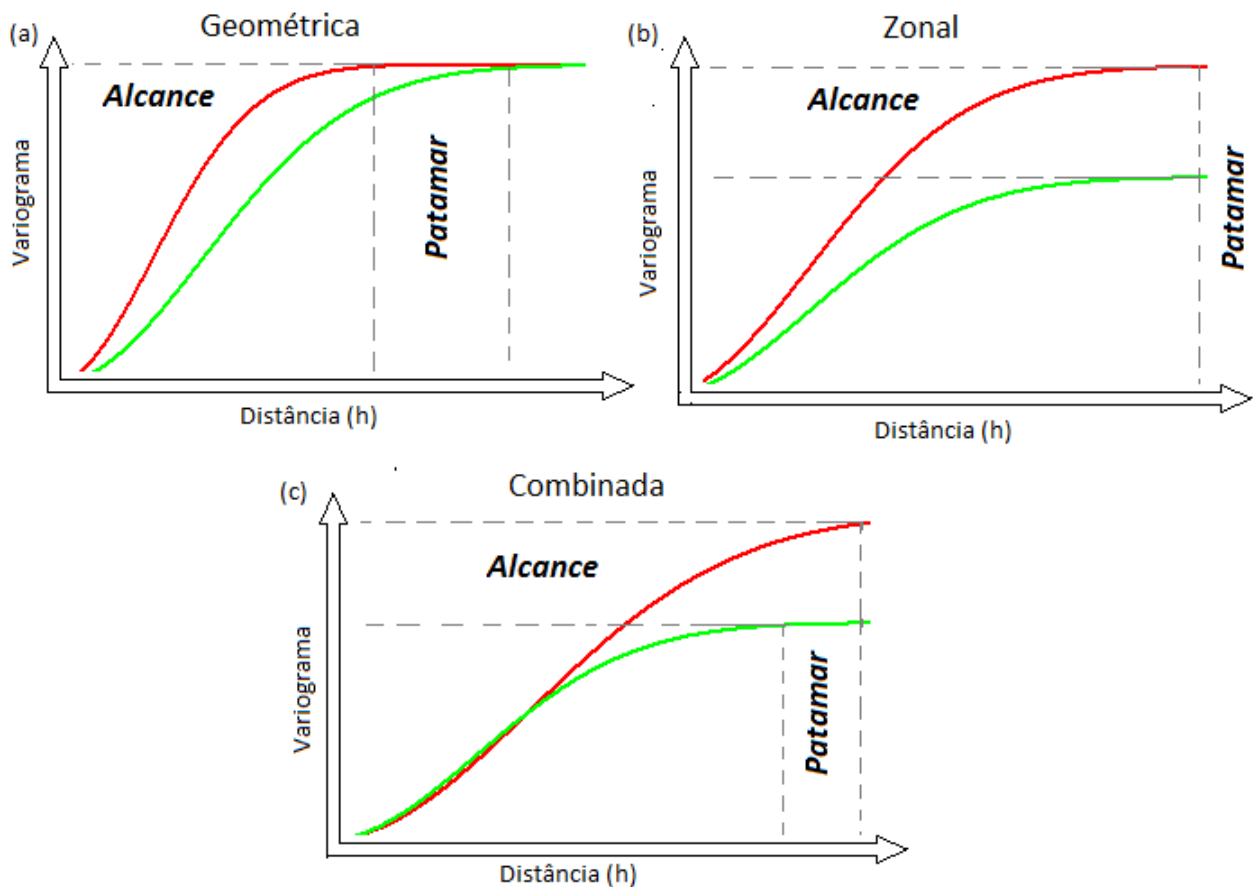 (a)
Geométrica
Alcance
Patamar
Variograma
Distância (h)
(b)
Zonal
Alcance
Patamar
Variograma
Distância (h)
(c)
Combinada
Alcance
Patamar
Variograma
Distância (h)